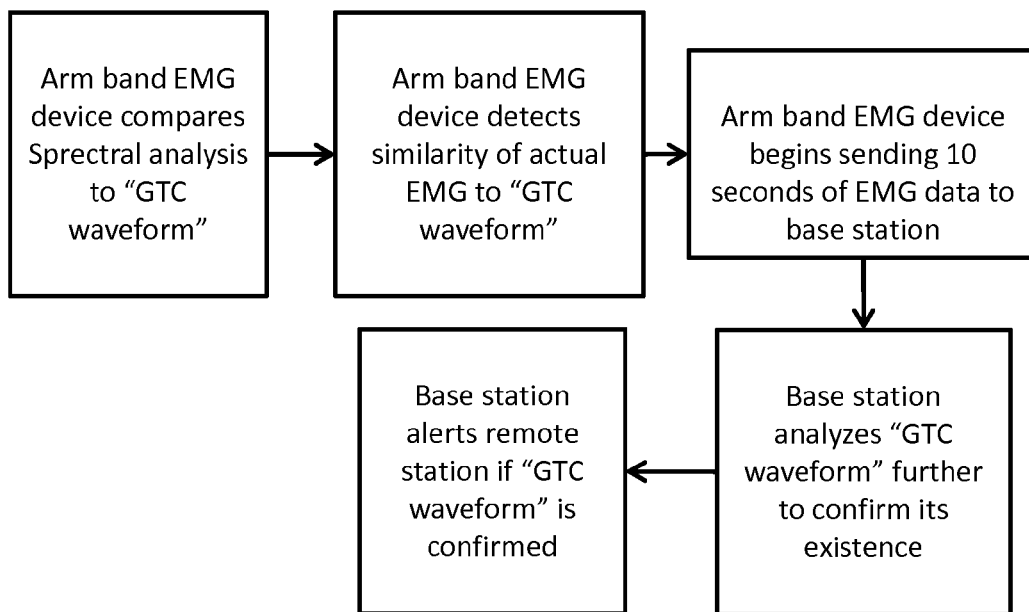 Arm band EMG
device compares
Sprectral analysis
to “GTC
waveform”
Arm band EMG
device detects
similarity of actual
EMG to “GTC
waveform”
Arm band EMG device
begins sending 10
seconds of EMG data to
base station
Base station
analyzes “GTC
waveform” further
to confirm its
existence
Base station
alerts remote
station if “GTC
waveform” is
confirmed